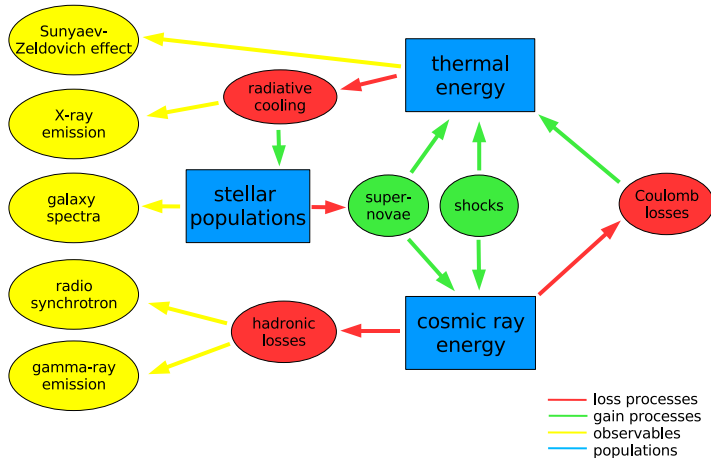 Sunyaev-
Zeldovich effect
thermal
energy
radiative
cooling
X-ray
emission
stellar
populations
super-
novae
shocks
Coulomb
losses
galaxy
spectra
radio
synchrotron
hadronic
losses
cosmic ray
energy
gamma-ray
emission
loss processes
gain processes
observables
populations